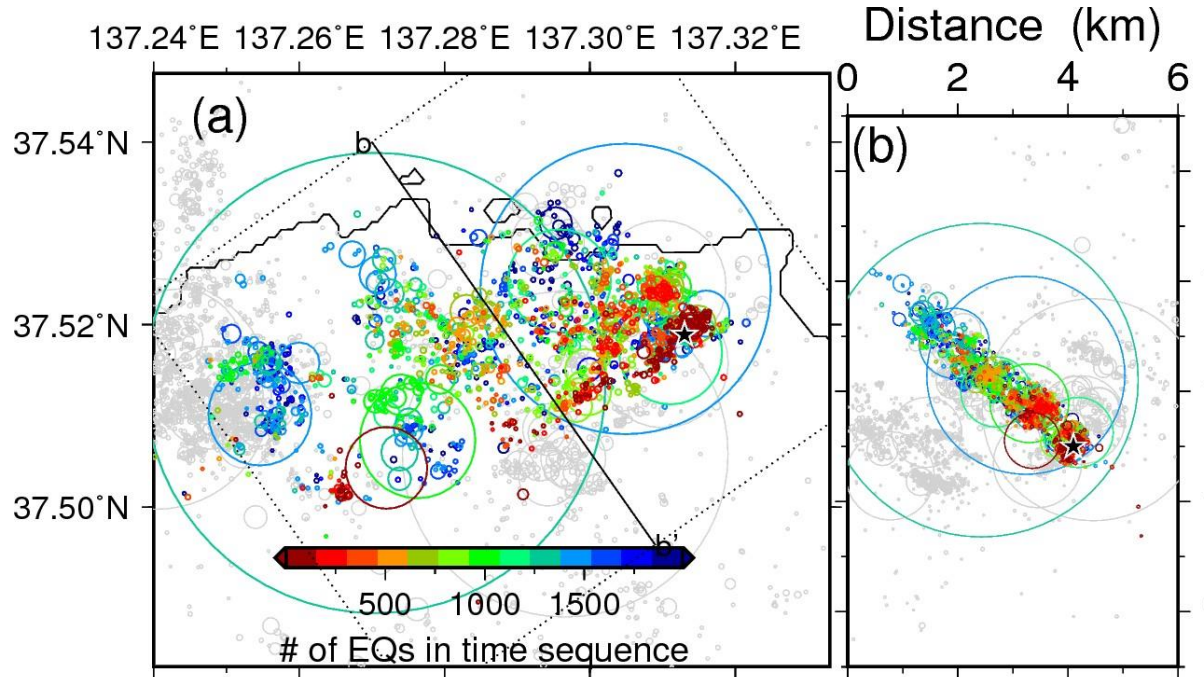 137.24°E 137.26°E 137.28°E 137.30°E 137.32°E
Distance (km)
0 2 4 6
(a)
(b)
b
37.54°N
37.52°N
37.50°N
b'
500 1000 1500
# of EQs in time sequence